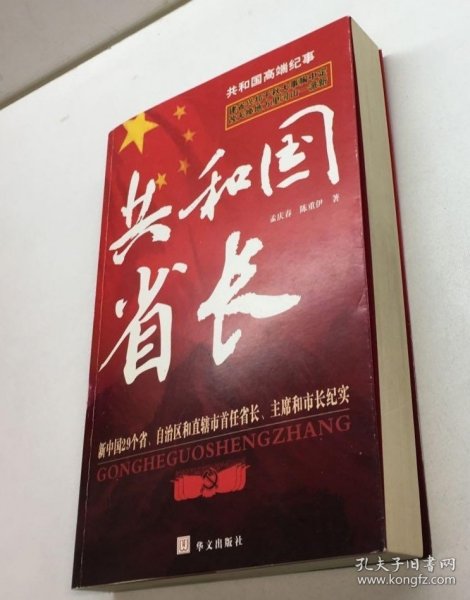 共和国高端纪事
共和国
孟庆春 陈重伊 著
省长
新中国29个省、自治区和直辖市首任省长、主席和市长纪实
GONGHEGUOSHENGZHANG
华文出版社
孔夫子旧书网
www.kongfz.com